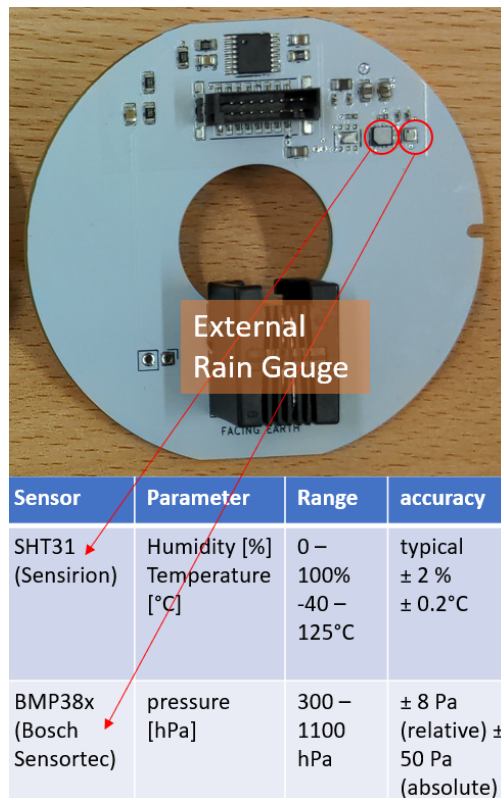 External
Rain Gauge
FACING EARTH
Sensor Parameter Range accuracy
SHT31
(Sensirion)
Humidity [%]
Temperature
[°C]
0 –
100%
-40 –
125°C
typical
± 2 %
± 0.2°C
BMP38x
(Bosch
Sensortec)
pressure
[hPa]
300 –
1100
hPa
± 8 Pa
(relative) ±
50 Pa
(absolute)